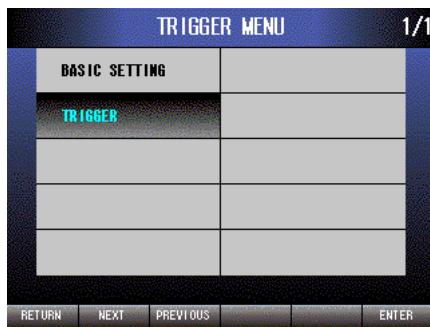 TRIGGER MENU 1/1
BASIC SETTING
TRIGGER
RETURN NEXT PREVIOUS ENTER